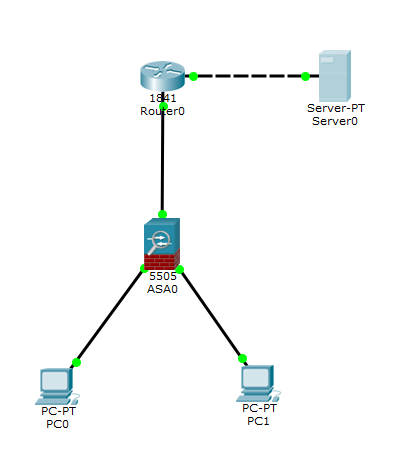 1841
Router0
Server-PT
Server0
5505
ASA0
PC-PT
PC0
PC-PT
PC1